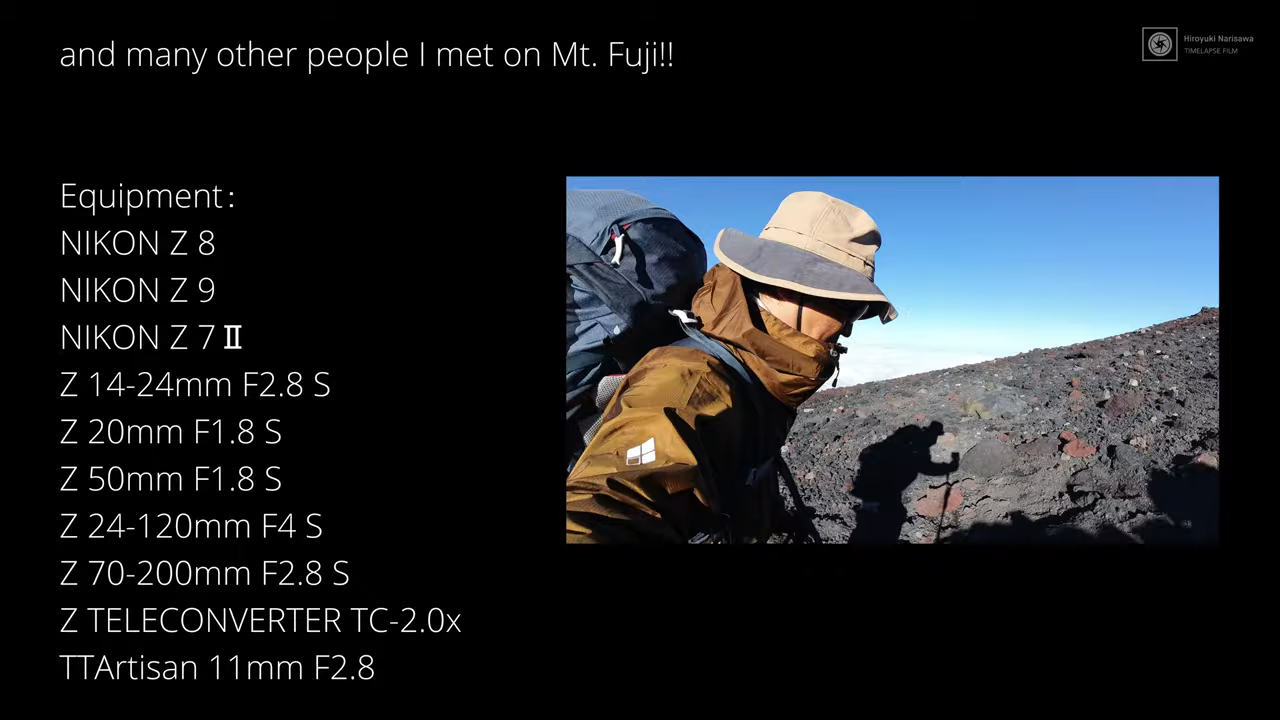 and many other people I met on Mt. Fuji!!
Hiroyuki Narisawa
TIMELAPSE FILM
Equipment:
NIKON Z 8
NIKON Z 9
NIKON Z 7 Ⅱ
Z 14-24mm F2.8 S
Z 20mm F1.8 S
Z 50mm F1.8 S
Z 24-120mm F4 S
Z 70-200mm F2.8 S
Z TELECONVERTER TC-2.0x
TTArtisan 11mm F2.8